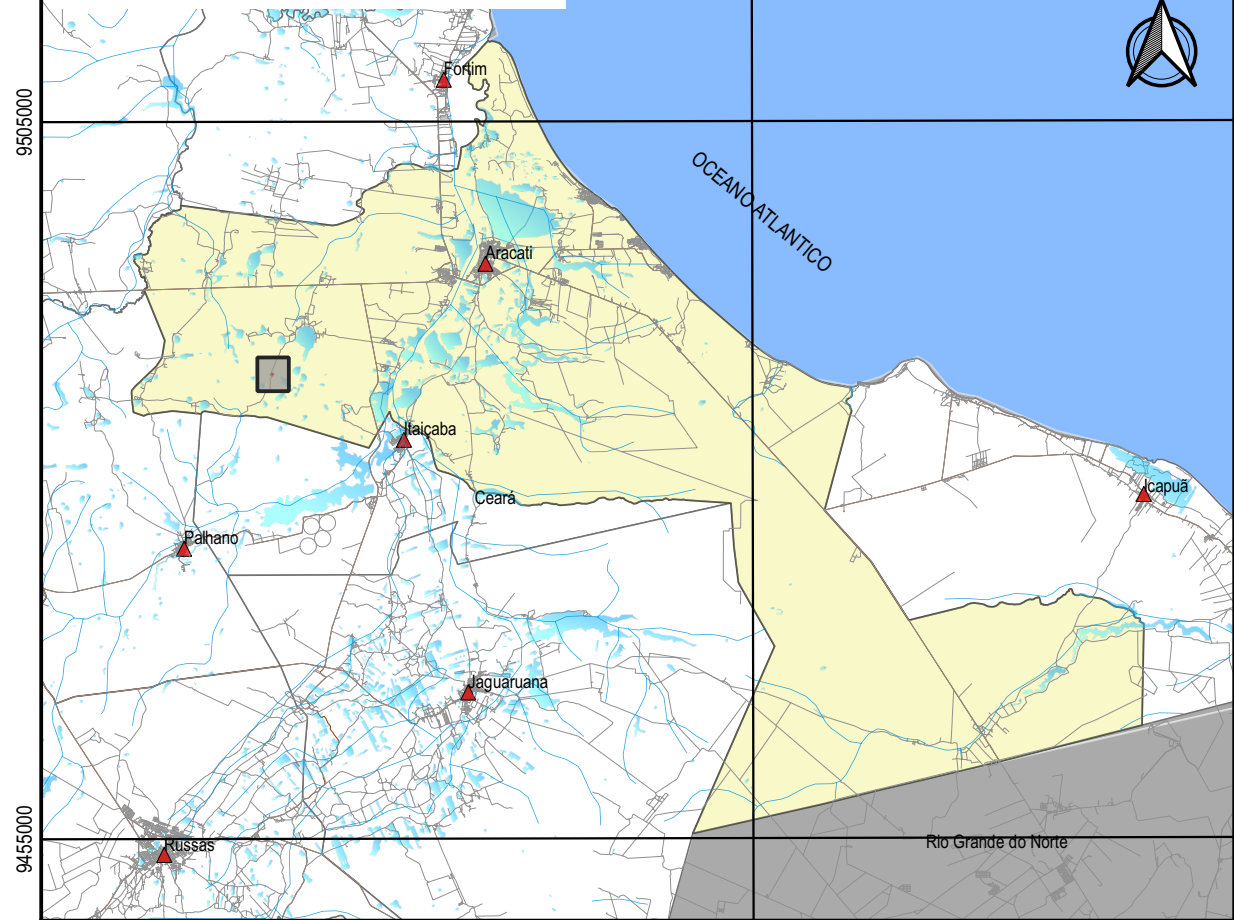 Fortim
9505000
OCEANO ATLANTICO
Aracati
Itaiçaba
Ceará
Icapuã
Palhano
Jaguaruana
9455000
Russas
Rio Grande do Norte